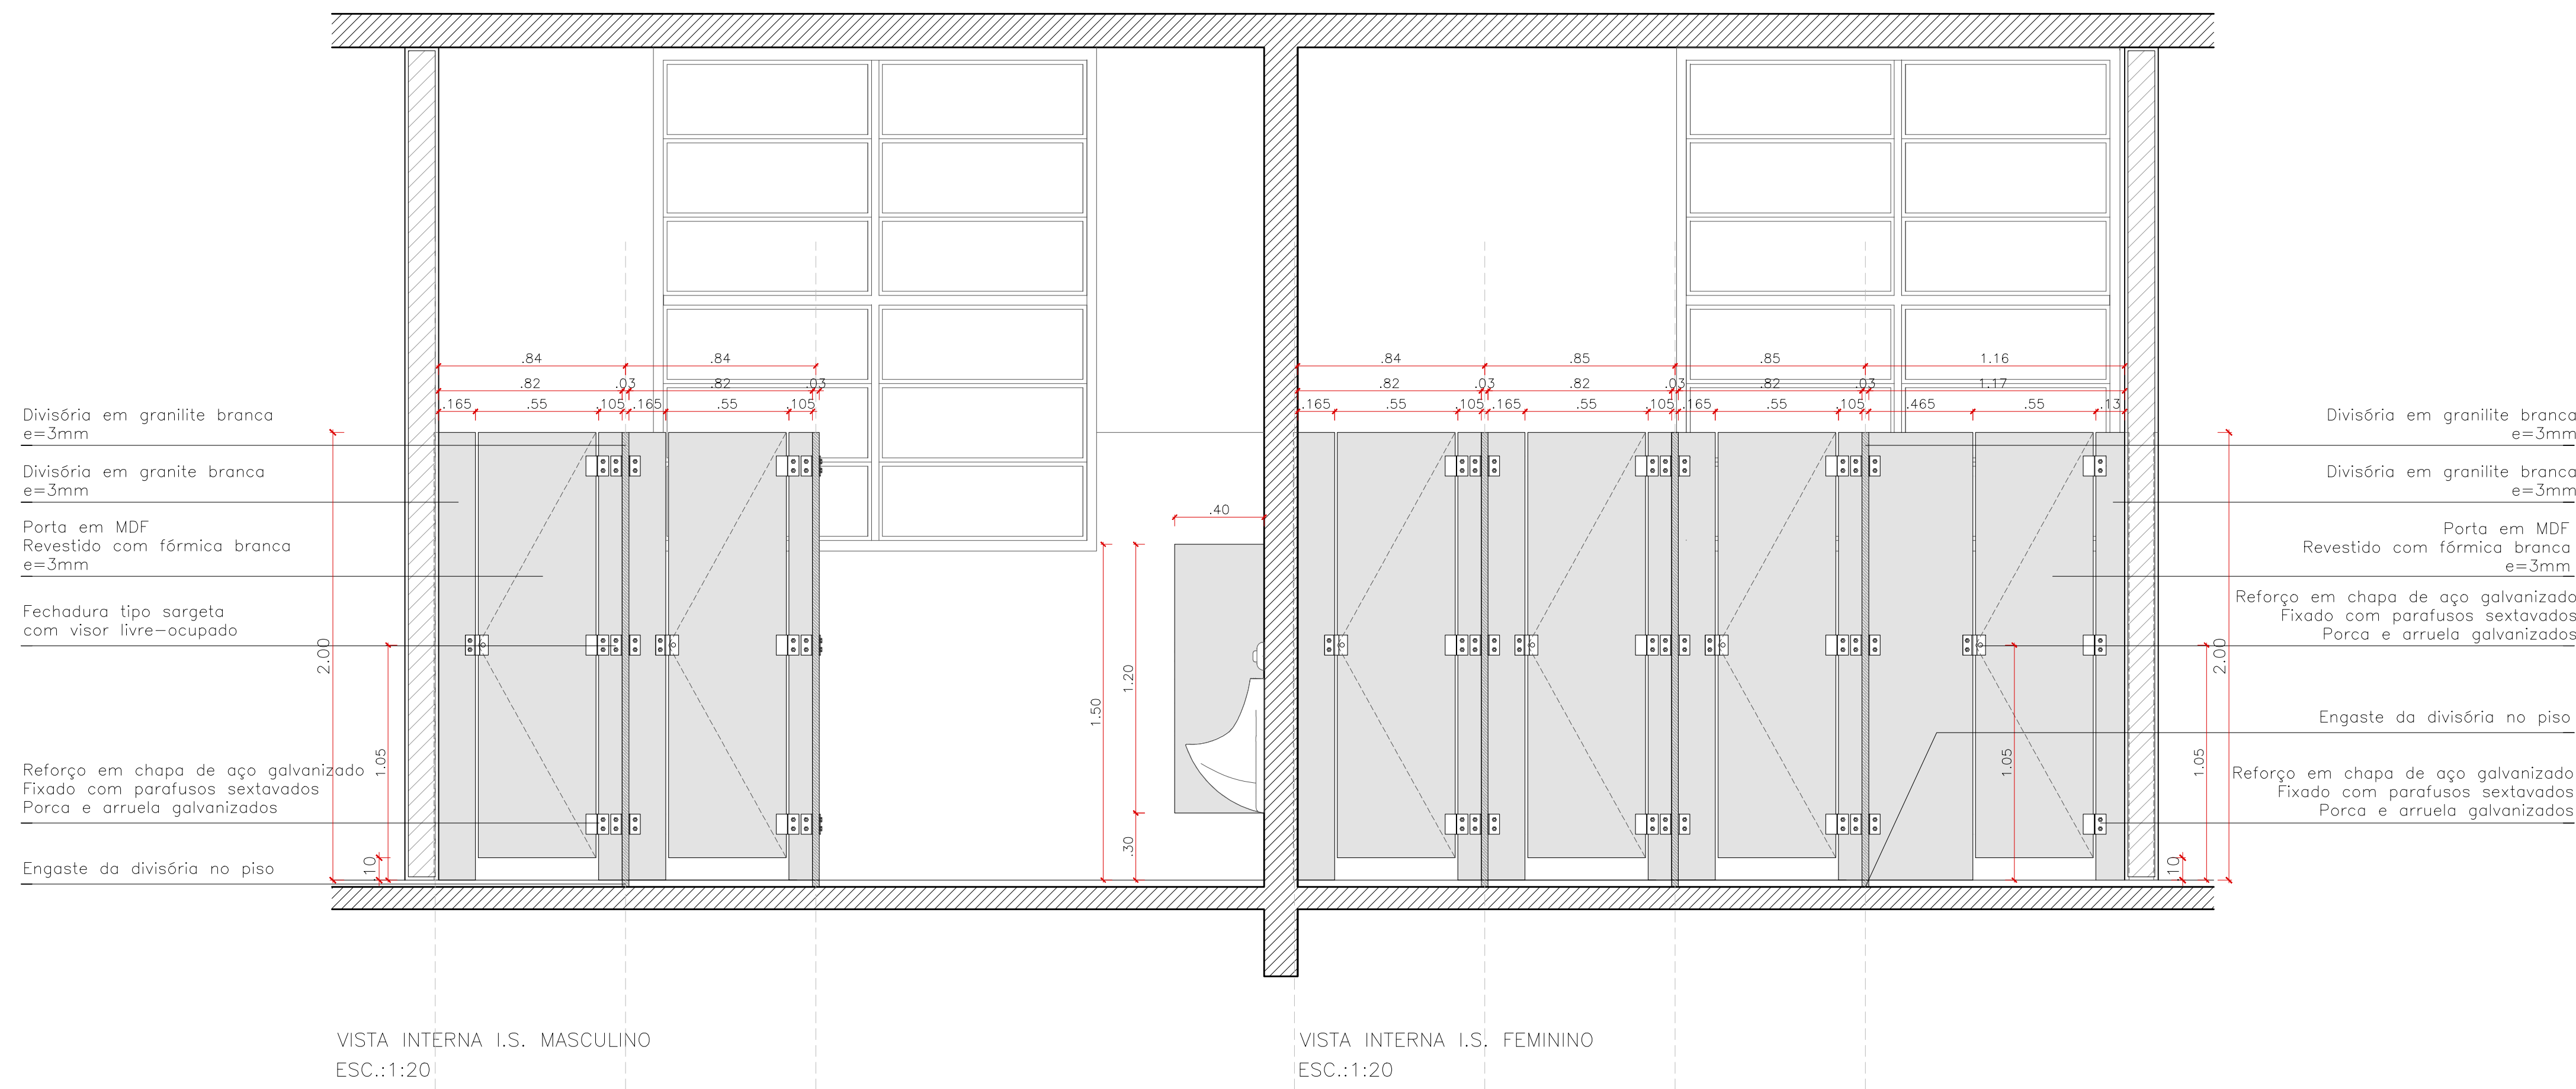 .84 .84 .84 .85 .85 1.16
.82 .03 .82 .03 .82 .03 .82 .03 .82 .03 1.17
.165 .55 .105 .165 .55 .105 .165 .55 .105 .165 .55 .105 .165 .55 .105 .465 .55 .13
Divisória em granilite branca
e=3mm
Divisória em granite branca
e=3mm
Porta em MDF
Revestido com fórmica branca
e=3mm
Fechadura tipo sargeta
com visor livre-ocupado
Reforço em chapa de aço galvanizado
Fixado com parafusos sextavados
Porca e arruela galvanizados
Engaste da divisória no piso
2.00
1.05
.10
.40
1.50
1.20
.30
1.05
1.05
2.00
.10
Divisória em granilite branca
e=3mm
Divisória em granilite branca
e=3mm
Porta em MDF
Revestido com fórmica branca
e=3mm
Reforço em chapa de aço galvanizado
Fixado com parafusos sextavados
Porca e arruela galvanizados
Engaste da divisória no piso
Reforço em chapa de aço galvanizado
Fixado com parafusos sextavados
Porca e arruela galvanizados
VISTA INTERNA I.S. MASCULINO
ESC.:1:20
VISTA INTERNA I.S. FEMININO
ESC.:1:20